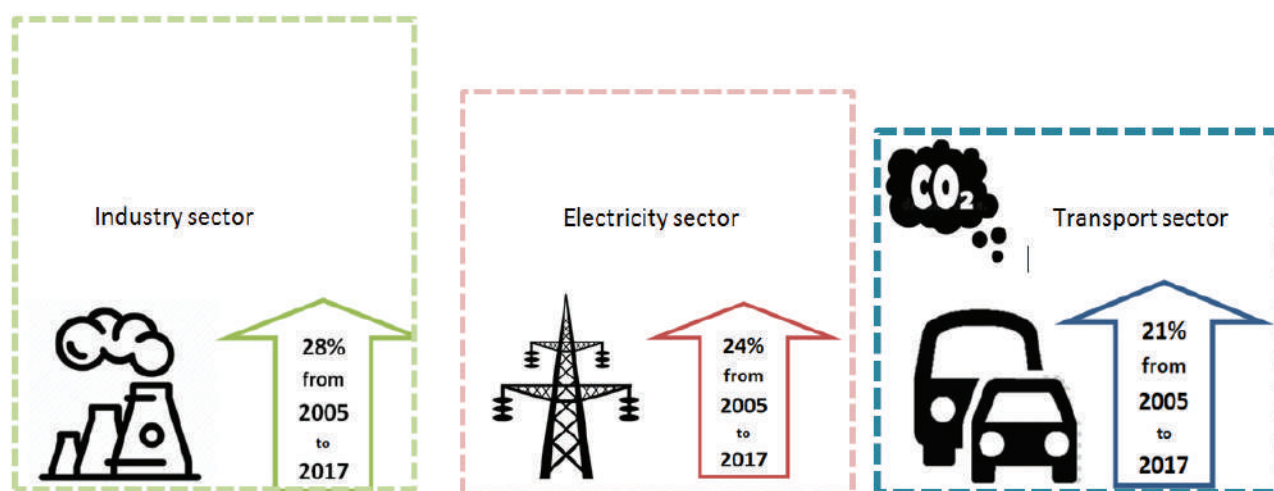 Industry sector
28%
from
2005
to
2017
Electricity sector
24%
from
2005
to
2017
CO2
Transport sector
21%
from
2005
to
2017